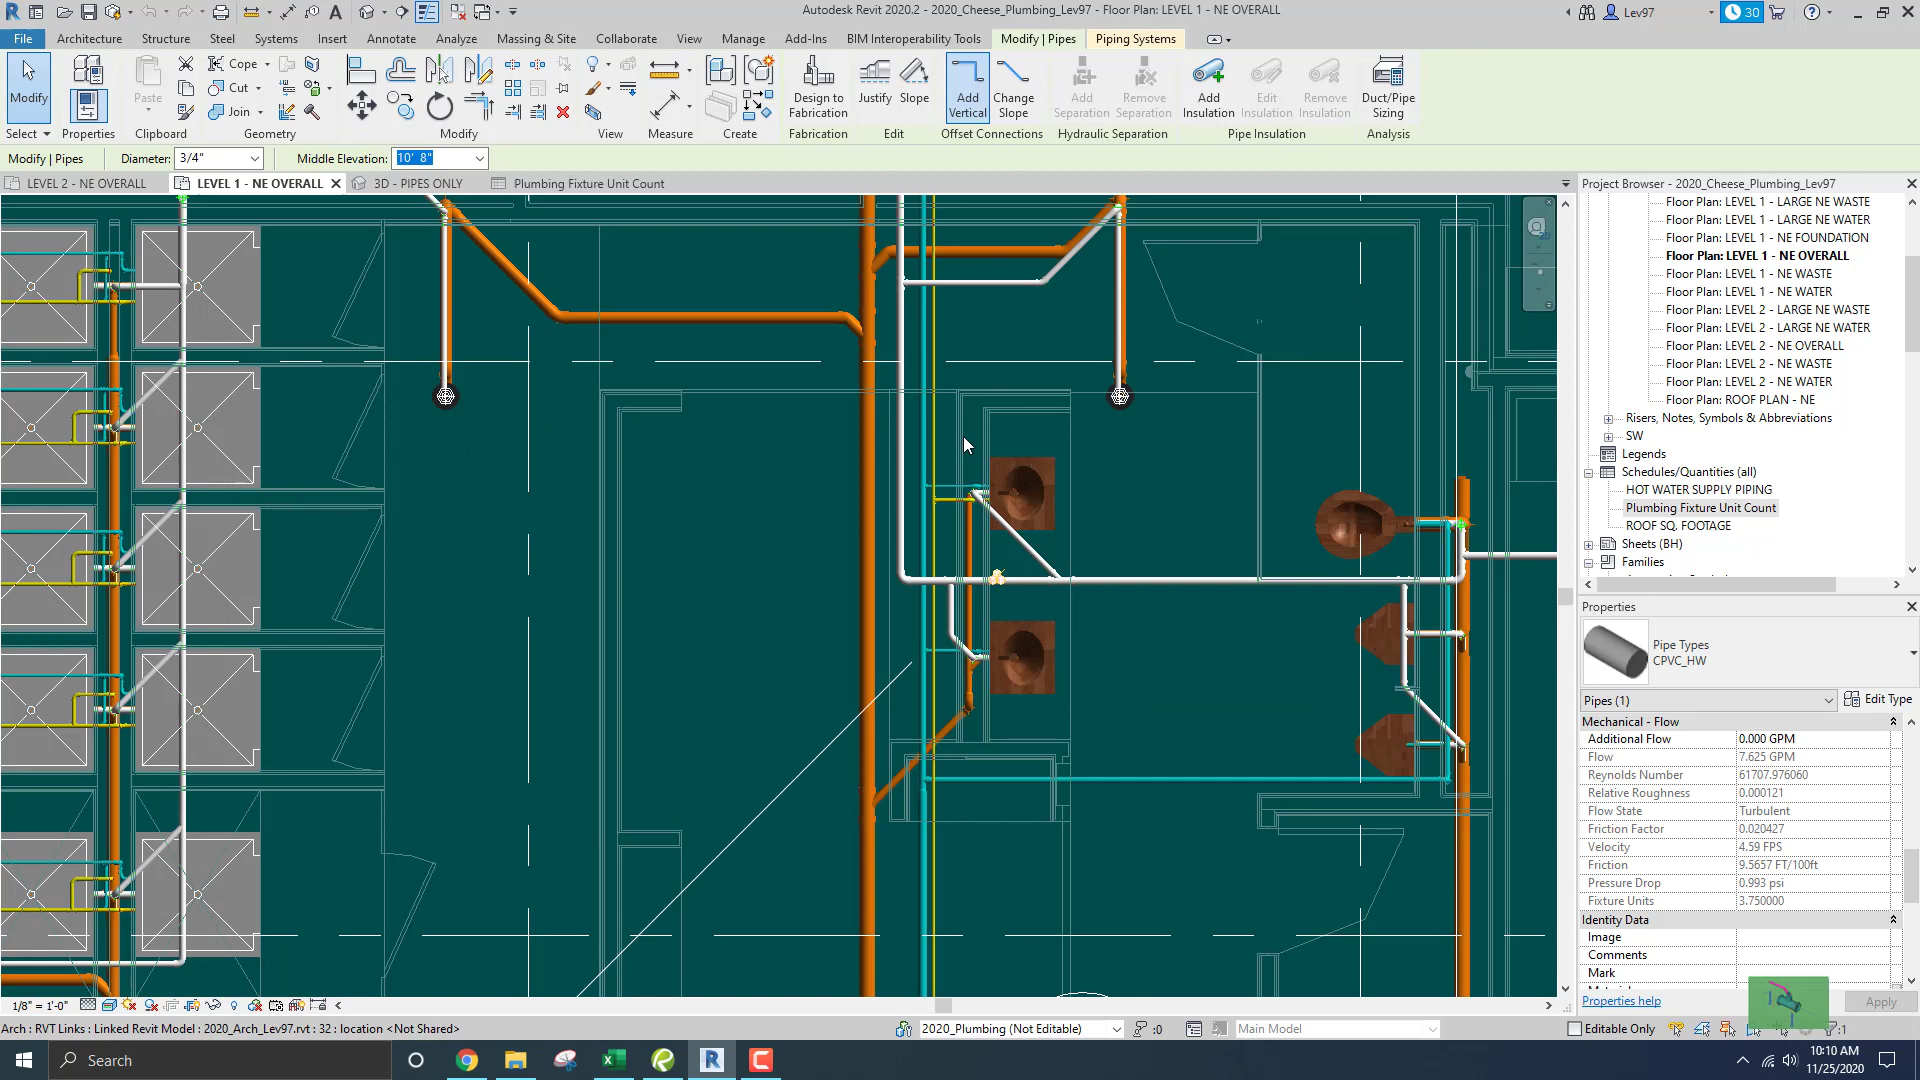 Autodesk Revit 2020.2 - 2020_Cheese_Plumbing_Lev97 - Floor Plan: LEVEL 1 - NE OVERALL
Lev97
30
File Architecture Structure Steel Systems Insert Annotate Analyze Massing & Site Collaborate View Manage Add-Ins BIM Interoperability Tools Modify | Pipes Piping Systems
Modify
Paste
Cope
Cut
Join
Design to Fabrication
Justify
Slope
Add Vertical
Change Slope
Add Separation
Remove Separation
Add Insulation
Edit Insulation
Remove Insulation
Duct/Pipe Sizing
Select Properties Clipboard Geometry Modify View Measure Create Fabrication Edit Offset Connections Hydraulic Separation Pipe Insulation Analysis
Modify | Pipes Diameter: 3/4" Middle Elevation: 10' 8"
LEVEL 2 - NE OVERALL LEVEL 1 - NE OVERALL 3D - PIPES ONLY Plumbing Fixture Unit Count
Project Browser - 2020_Cheese_Plumbing_Lev97
Floor Plan: LEVEL 1 - LARGE NE WASTE
Floor Plan: LEVEL 1 - LARGE NE WATER
Floor Plan: LEVEL 1 - NE FOUNDATION
Floor Plan: LEVEL 1 - NE OVERALL
Floor Plan: LEVEL 1 - NE WASTE
Floor Plan: LEVEL 1 - NE WATER
Floor Plan: LEVEL 2 - LARGE NE WASTE
Floor Plan: LEVEL 2 - LARGE NE WATER
Floor Plan: LEVEL 2 - NE OVERALL
Floor Plan: LEVEL 2 - NE WASTE
Floor Plan: LEVEL 2 - NE WATER
Floor Plan: ROOF PLAN - NE
Risers, Notes, Symbols & Abbreviations
SW
Legends
Schedules/Quantities (all)
HOT WATER SUPPLY PIPING
Plumbing Fixture Unit Count
ROOF SQ. FOOTAGE
Sheets (BH)
Families
Properties
Pipe Types
CPVC_HW
Pipes (1) Edit Type
Mechanical - Flow
Additional Flow 0.000 GPM
Flow 7.625 GPM
Reynolds Number 61707.976060
Relative Roughness 0.000121
Flow State Turbulent
Friction Factor 0.020427
Velocity 4.59 FPS
Friction 9.5657 FT/100ft
Pressure Drop 0.993 psi
Fixture Units 3.750000
Identity Data
Image
Comments
Mark
Properties help Apply
1/8" = 1'-0"
Arch : RVT Links : Linked Revit Model : 2020_Arch_Lev97.rvt : 32 : location <Not Shared>
2020_Plumbing (Not Editable) :0 Main Model Editable Only :1
Search
10:10 AM
11/25/2020